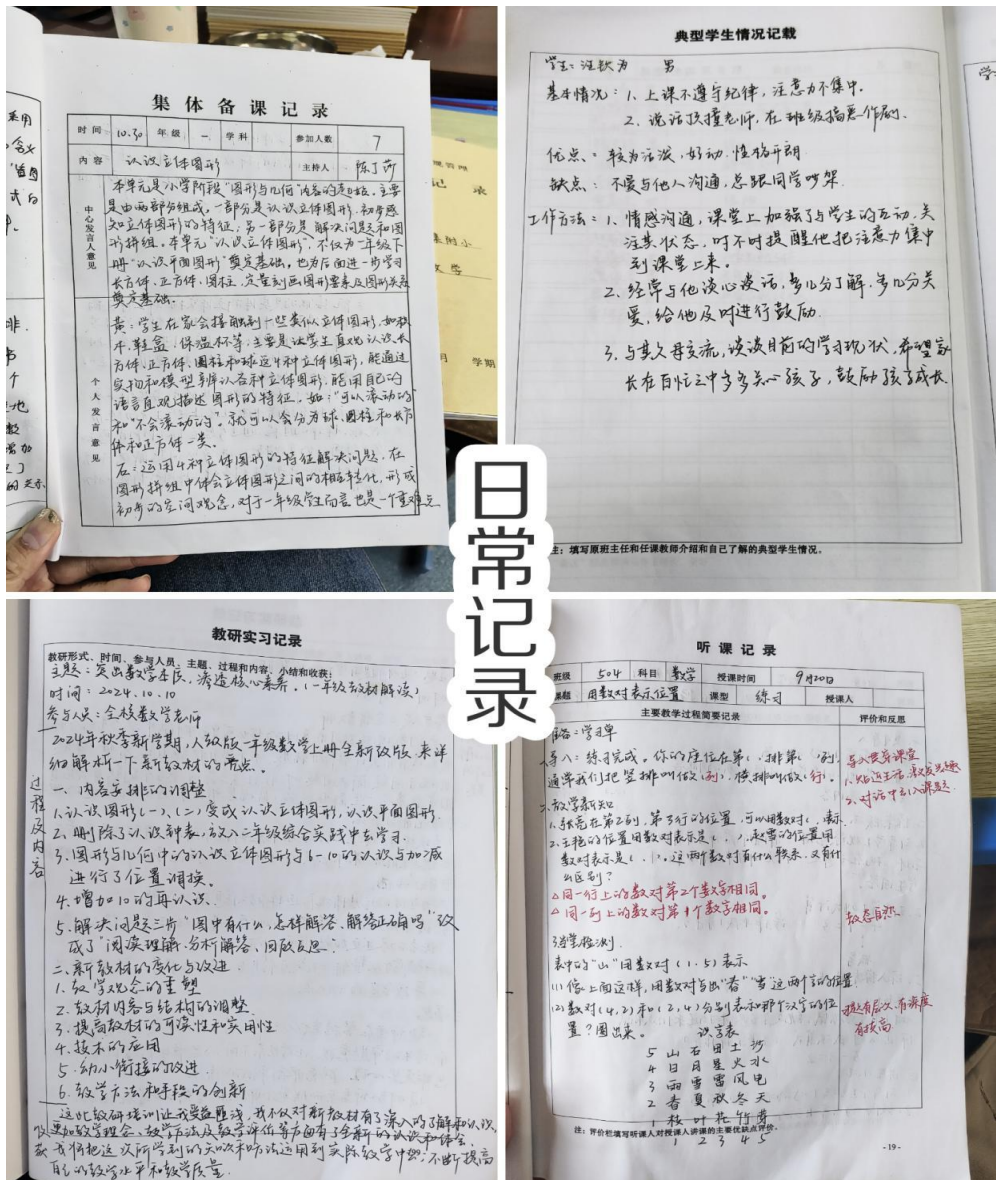 集体备课记录
时间 10.30 年级 一 学科 参加人数 7
内容 认识立体图形 主持人 陈丁莎
中心发言人意见
本单元是小学阶段“图形与几何”内容的起始,主要
是由两部分组成,一部分是认识立体图形,初步感
知立体图形的特征,另一部分是解决问题和图
形拼组。本单元“认识立体图形”,不仅为一年级下
册“认识平面图形”奠定基础,也为后面进一步学习
长方体、正方体、圆柱、定量刻画图形要素及图形关系
奠定基础。
个人发言意见
黄:学生在家会接触到一些类似立体图形,如积
木、鞋盒、保温杯等,主要是让学生直观认识长
方体、正方体、圆柱和球这4种立体图形,能通过
实物和模型辨认各种立体图形,能用自己的
语言直观描述图形的特征,如:“可以滚动的”
和“不会滚动的”。就可以会分为球、圆柱和长方
体和正方体一类。
石:运用4种立体图形的特征解决问题,在
图形拼组中体会立体图形之间的相互转化,形成
初步的空间观念,对于一年级学生而言也是一个重难点
记 录
集附小
数学
月 学期
典型学生情况记载
学生:汪钦为 男
基本情况:1、上课不遵守纪律,注意力不集中。
2、说话顶撞老师,在班级搞恶作剧。
优点:较为活泼,好动,性格开朗
缺点:不爱与他人沟通,总跟同学吵架.
工作方法:1、情感沟通,课堂上加强了与学生的互动,关
注其状态,时不时提醒他把注意力集中
到课堂上来。
2、经常与他谈心谈话,多几分了解,多几分关
爱,给他及时进行鼓励.
3、与其父母交流,谈谈目前的学习现状,希望家
长在百忙之中多多关心孩子,鼓励孩子成长.
注:填写原班主任和任课教师介绍和自己了解的典型学生情况。
日常记录
教研实习记录
教研形式、时间、参与人员、主题、过程和内容、小结和收获:
主题:突出数学本质,渗透核心素养。(一年级教材解读)
时间:2024.10.10
参与人员:全校数学老师
过程及内容
2024年秋季新学期,人教版一年级数学上册全新改版,来详
细解析一下新教材的亮点。
一、内容安排的调整
1.认识图形(一)、(二)变成认识立体图形,认识平面图形。
2.删除了认识钟表,放入二年级综合实践中去学习.
3.图形与几何中的认识立体图形与6-10的认识与加减
进行了位置调换。
4.增加10的再认识.
5.解决问题三步“图中有什么,怎样解答、解答正确吗”改
成了“阅读理解、分析解答、回顾反思”
二、新教材的变化与改进
1.教学观念的重塑
2.教材内容与结构的调整.
3.提高教材的可读性和实用性
4.技术的应用
5.幼小衔接的改进.
6.教学方法和手段的创新
收获
这次教研培训让我受益匪浅,我不仅对新教材有了深入的了解和认识,
更加教学理念、教学方法及教学评价等方面有了全新的认识和体会.
我将把这次所学到的知识和方法运用到实际教学中去,不断提高
自己的教学水平和教学质量.
听课记录
班级 504 科目 数学 授课时间 9月20日
课题 用数对表示位置 课型 练习 授课人
主要教学过程简要记录 评价和反思
准备:学习单
一、导入:练习完成,你的座位在第( )排第( )列.
通常我们把竖排叫做(列),横排叫做(行)。
导入贯穿课堂
1、贴近生活,激发兴趣
2、对话中引入课题.
二、教学新知
1、张亮在第2列,第3行的位置,可以用数对( , )表示.
2、王艳的位置用数对表示是( , ),赵雪的位置用
数对表示是( , )。这两个数对有什么联系,又有什
么区别?
△同一行上的数对第2个数字相同。
△同一列上的数对第1个数字相同。
教态自然
3、当堂检测
表中的“山”用数对(1,5)表示
(1)像上面这样,用数对写出“春”“雪”这两个字的位置
(2)数对(4,2)和(2,4)分别表示和那个汉字的位
置?圈出来。 识字表
提问有层次,有深度
有拔高
5 山 石 田 土 沙
4 日 月 星 火 水
3 雨 雪 雷 风 电
2 春 夏 秋 冬 天
1 枝 叶 花 竹 苗
1 2 3 4 5
注:评价栏填写听课人对授课人讲课的主要优缺点评价.
-19-